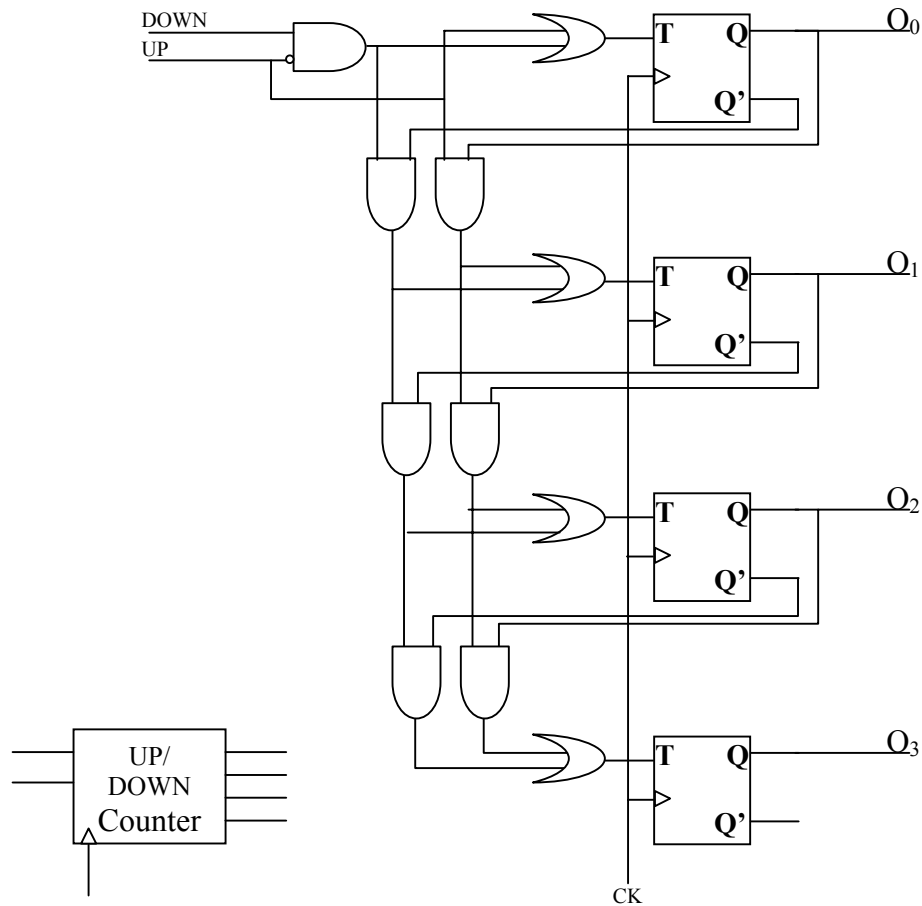 DOWN
UP
T Q O₀
Q’
T Q O₁
Q’
T Q O₂
Q’
T Q O₃
Q’
UP/
DOWN
Counter
CK